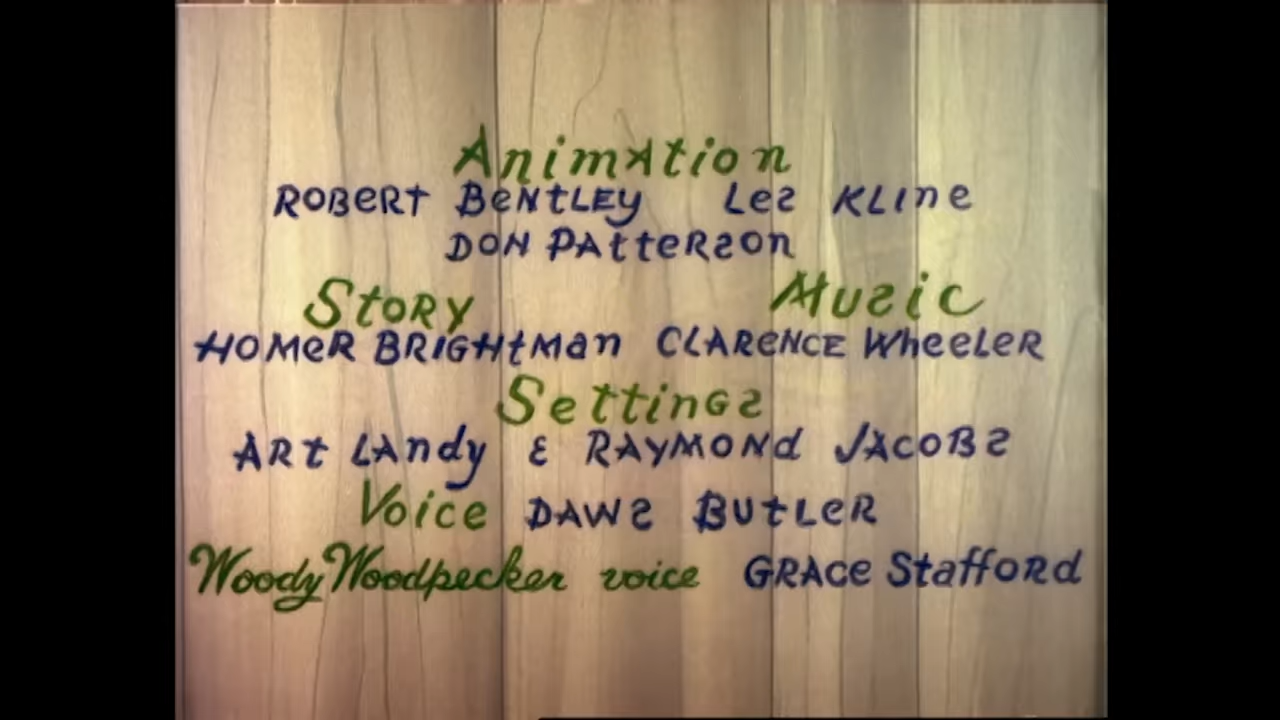 Animation
ROBERT BENTLEY Les KLine
DON PAtteRson
StoRY Music
HOMeR BRIGHtMan CLARENCE WheeLeR
SettinGs
ARt LAndy & RAYMONd JACOBS
Voice DAWS BUtLeR
Woody Woodpecker voice GRACe StaffoRd